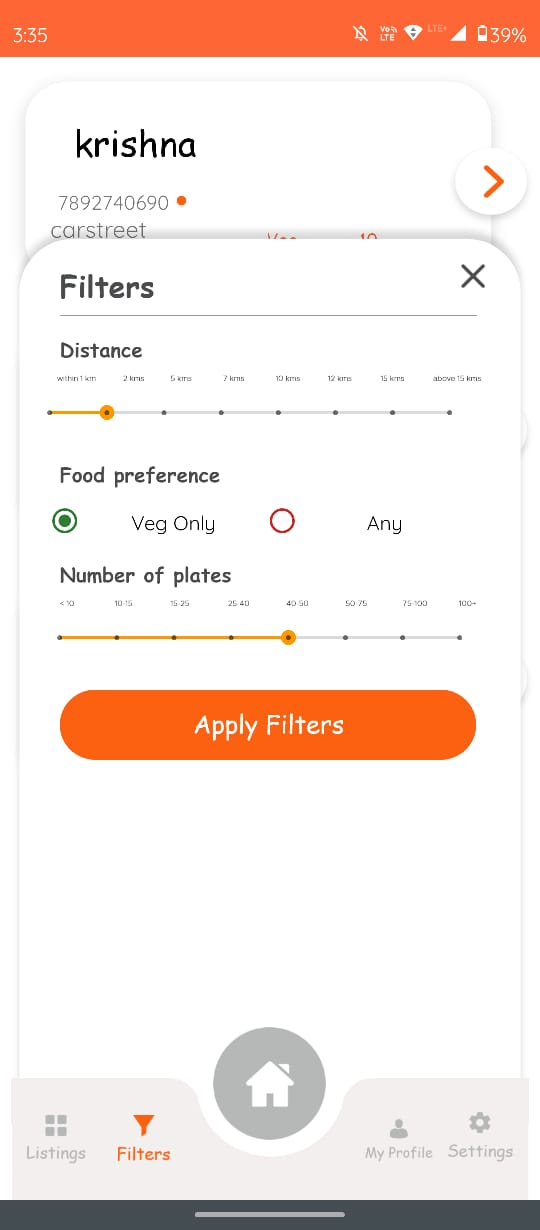 3:35 Vo LTE LTE+ 39%
krishna
7892740690
carstreet
Filters
Distance
within 1 km 2 kms 5 kms 7 kms 10 kms 12 kms 15 kms above 15 kms
Food preference
Veg Only Any
Number of plates
< 10 10-15 15-25 25-40 40-50 50-75 75-100 100+
Apply Filters
Listings Filters My Profile Settings